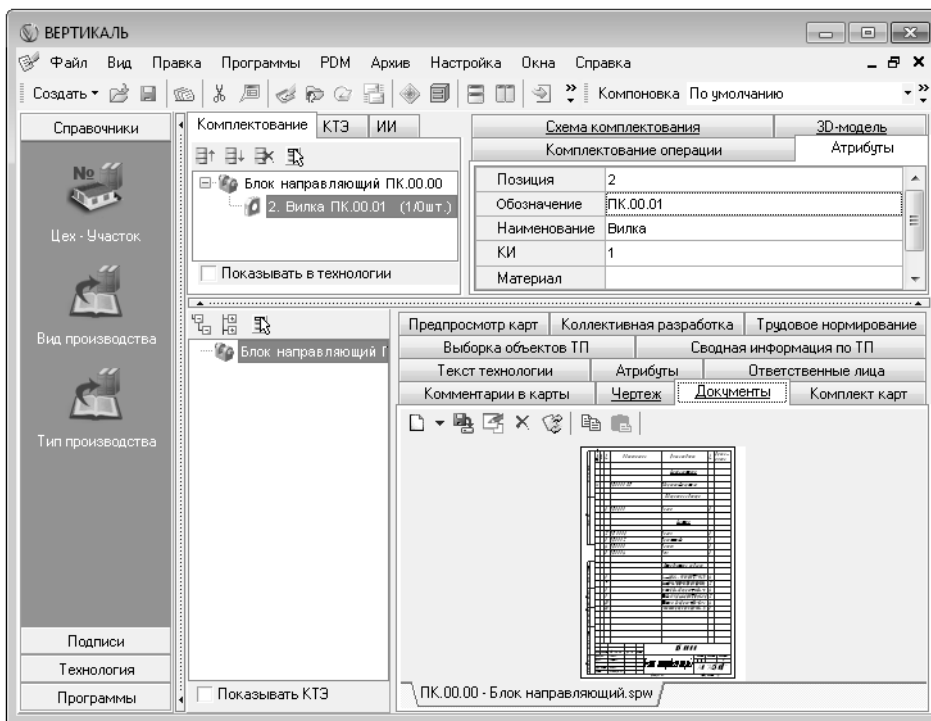 ВЕРТИКАЛЬ
Файл Вид Правка Программы PDM Архив Настройка Окна Справка
Создать Компоновка По умолчанию
Справочники
№
Цех - Участок
Вид производства
Тип производства
Подписи
Технология
Программы
Комплектование КТЭ ИИ
Блок направляющий ПК.00.00
2. Вилка ПК.00.01 (1/0шт.)
Показывать в технологии
Схема комплектования 3D-модель
Комплектование операции Атрибуты
Позиция 2
Обозначение ПК.00.01
Наименование Вилка
КИ 1
Материал
Блок направляющий Г
Показывать КТЭ
Предпросмотр карт Коллективная разработка Трудовое нормирование
Выборка объектов ТП Сводная информация по ТП
Текст технологии Атрибуты Ответственные лица
Комментарии в карты Чертеж Документы Комплект карт
ПК.00.00 - Блок направляющий.spw